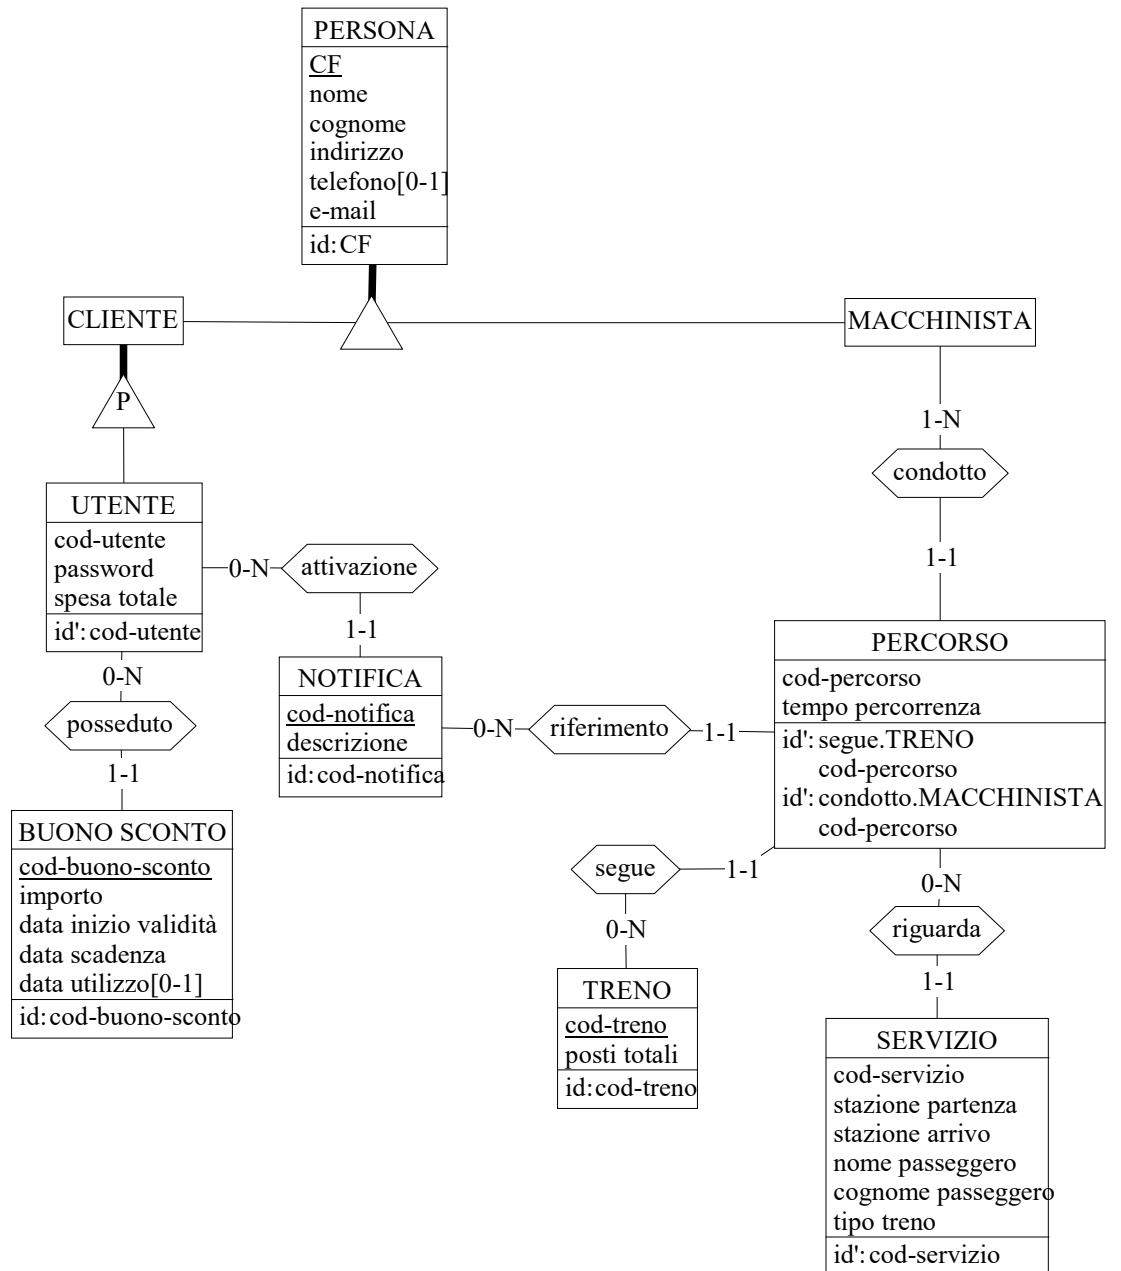 PERSONA
CF
nome
cognome
indirizzo
telefono[0-1]
e-mail
id:CF
CLIENTE
MACCHINISTA
P
1-N
condotto
1-1
UTENTE
cod-utente
password
spesa totale
id':cod-utente
0-N
attivazione
1-1
0-N
posseduto
1-1
NOTIFICA
cod-notifica
descrizione
id:cod-notifica
0-N
riferimento
1-1
PERCORSO
cod-percorso
tempo percorrenza
id':segue.TRENO
cod-percorso
id':condotto.MACCHINISTA
cod-percorso
BUONO SCONTO
cod-buono-sconto
importo
data inizio validità
data scadenza
data utilizzo[0-1]
id:cod-buono-sconto
segue
1-1
0-N
TRENO
cod-treno
posti totali
id:cod-treno
0-N
riguarda
1-1
SERVIZIO
cod-servizio
stazione partenza
stazione arrivo
nome passeggero
cognome passeggero
tipo treno
id':cod-servizio